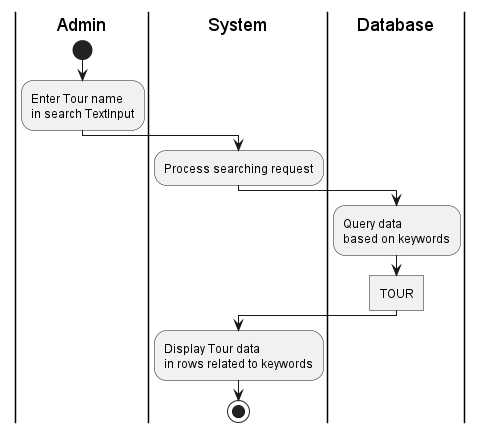 Admin
System
Database
Enter Tour name
in search TextInput
Process searching request
Query data
based on keywords
TOUR
Display Tour data
in rows related to keywords